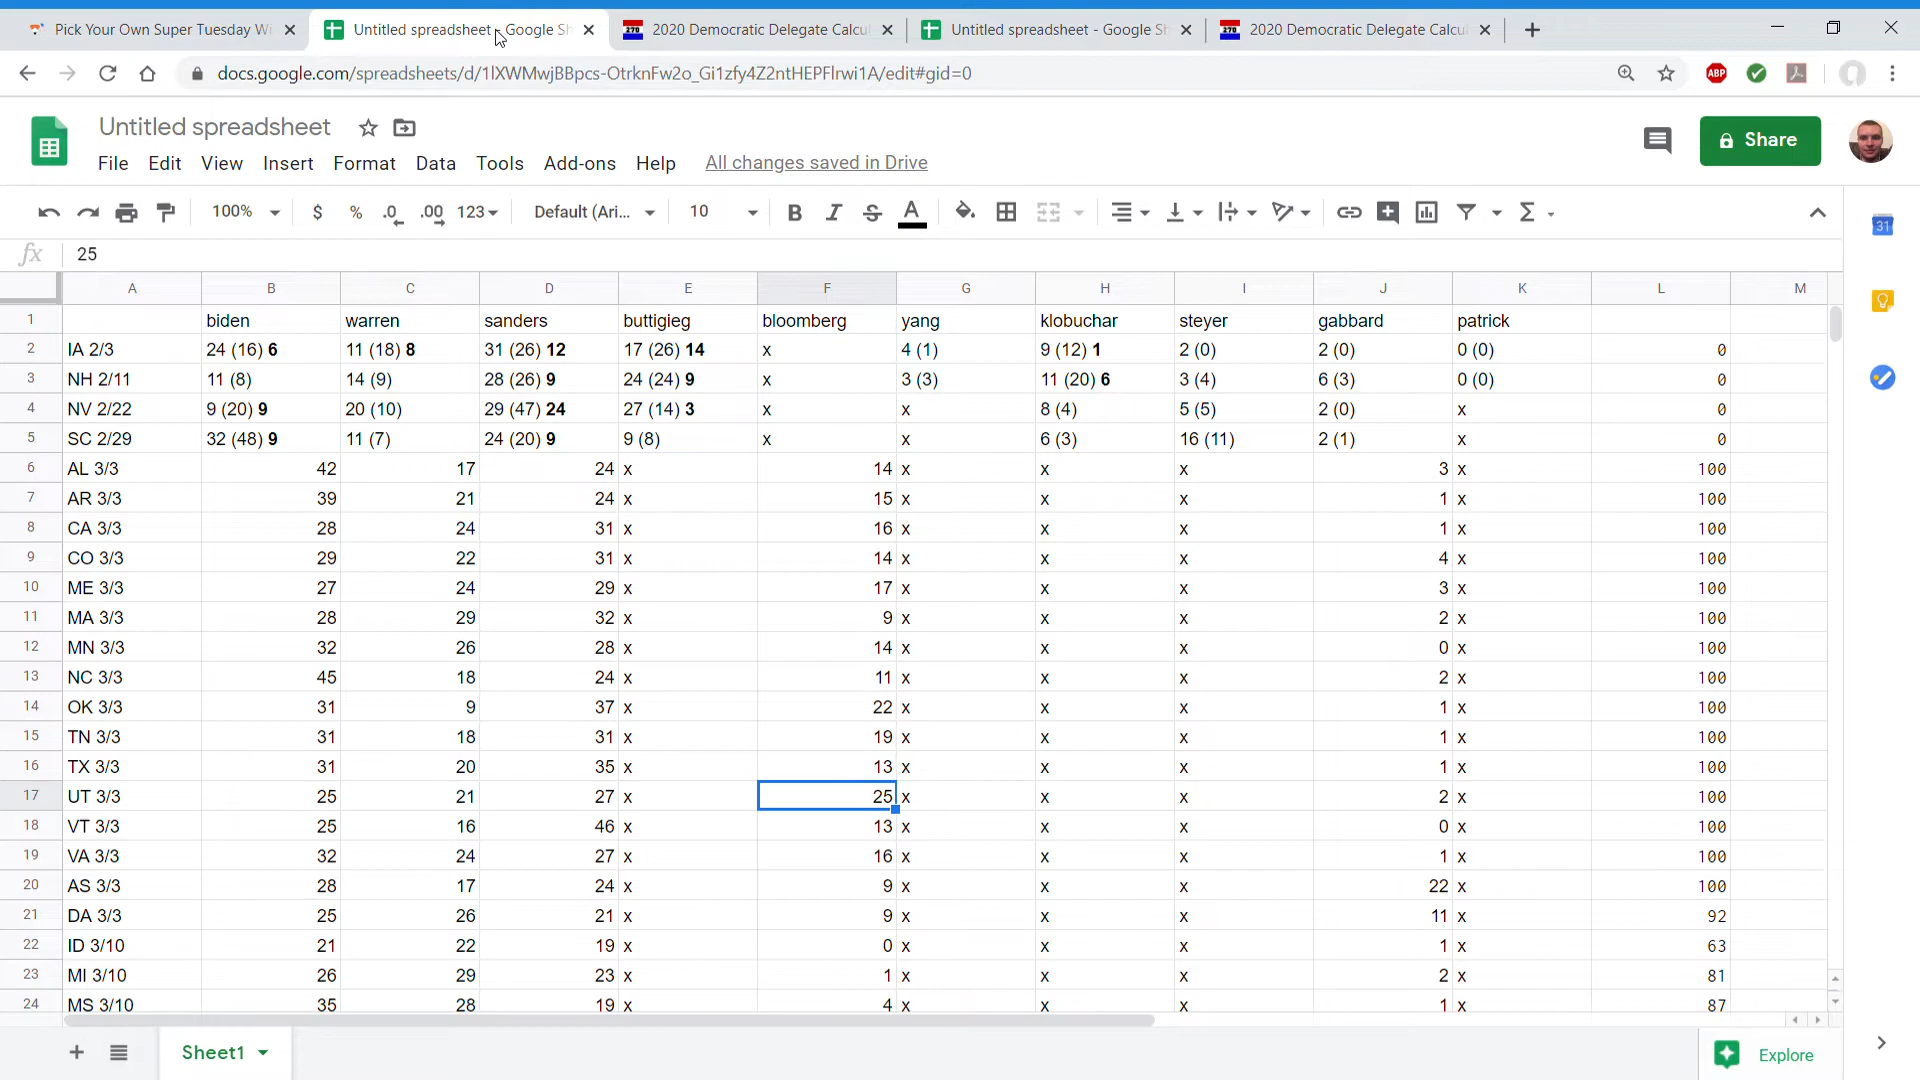 Pick Your Own Super Tuesday Wi
Untitled spreadsheet - Google Sh
2020 Democratic Delegate Calcul
Untitled spreadsheet - Google Sh
2020 Democratic Delegate Calcul
docs.google.com/spreadsheets/d/1lXWMwjBBpcs-OtrknFw2o_Gi1zfy4Z2ntHEPFlrwi1A/edit#gid=0
Untitled spreadsheet
File Edit View Insert Format Data Tools Add-ons Help All changes saved in Drive
Share
100% $ % .0 .00 123 Default (Ari... 10 B I S A Σ
fx 25
A B C D E F G H I J K L M
1 biden warren sanders buttigieg bloomberg yang klobuchar steyer gabbard patrick
2 IA 2/3 24 (16) 6 11 (18) 8 31 (26) 12 17 (26) 14 x 4 (1) 9 (12) 1 2 (0) 2 (0) 0 (0) 0
3 NH 2/11 11 (8) 14 (9) 28 (26) 9 24 (24) 9 x 3 (3) 11 (20) 6 3 (4) 6 (3) 0 (0) 0
4 NV 2/22 9 (20) 9 20 (10) 29 (47) 24 27 (14) 3 x x 8 (4) 5 (5) 2 (0) x 0
5 SC 2/29 32 (48) 9 11 (7) 24 (20) 9 9 (8) x x 6 (3) 16 (11) 2 (1) x 0
6 AL 3/3 42 17 24 x 14 x x x 3 x 100
7 AR 3/3 39 21 24 x 15 x x x 1 x 100
8 CA 3/3 28 24 31 x 16 x x x 1 x 100
9 CO 3/3 29 22 31 x 14 x x x 4 x 100
10 ME 3/3 27 24 29 x 17 x x x 3 x 100
11 MA 3/3 28 29 32 x 9 x x x 2 x 100
12 MN 3/3 32 26 28 x 14 x x x 0 x 100
13 NC 3/3 45 18 24 x 11 x x x 2 x 100
14 OK 3/3 31 9 37 x 22 x x x 1 x 100
15 TN 3/3 31 18 31 x 19 x x x 1 x 100
16 TX 3/3 31 20 35 x 13 x x x 1 x 100
17 UT 3/3 25 21 27 x 25 x x x 2 x 100
18 VT 3/3 25 16 46 x 13 x x x 0 x 100
19 VA 3/3 32 24 27 x 16 x x x 1 x 100
20 AS 3/3 28 17 24 x 9 x x x 22 x 100
21 DA 3/3 25 26 21 x 9 x x x 11 x 92
22 ID 3/10 21 22 19 x 0 x x x 1 x 63
23 MI 3/10 26 29 23 x 1 x x x 2 x 81
24 MS 3/10 35 28 19 x 4 x x x 1 x 87
Sheet1
Explore
270
270
ABP
31